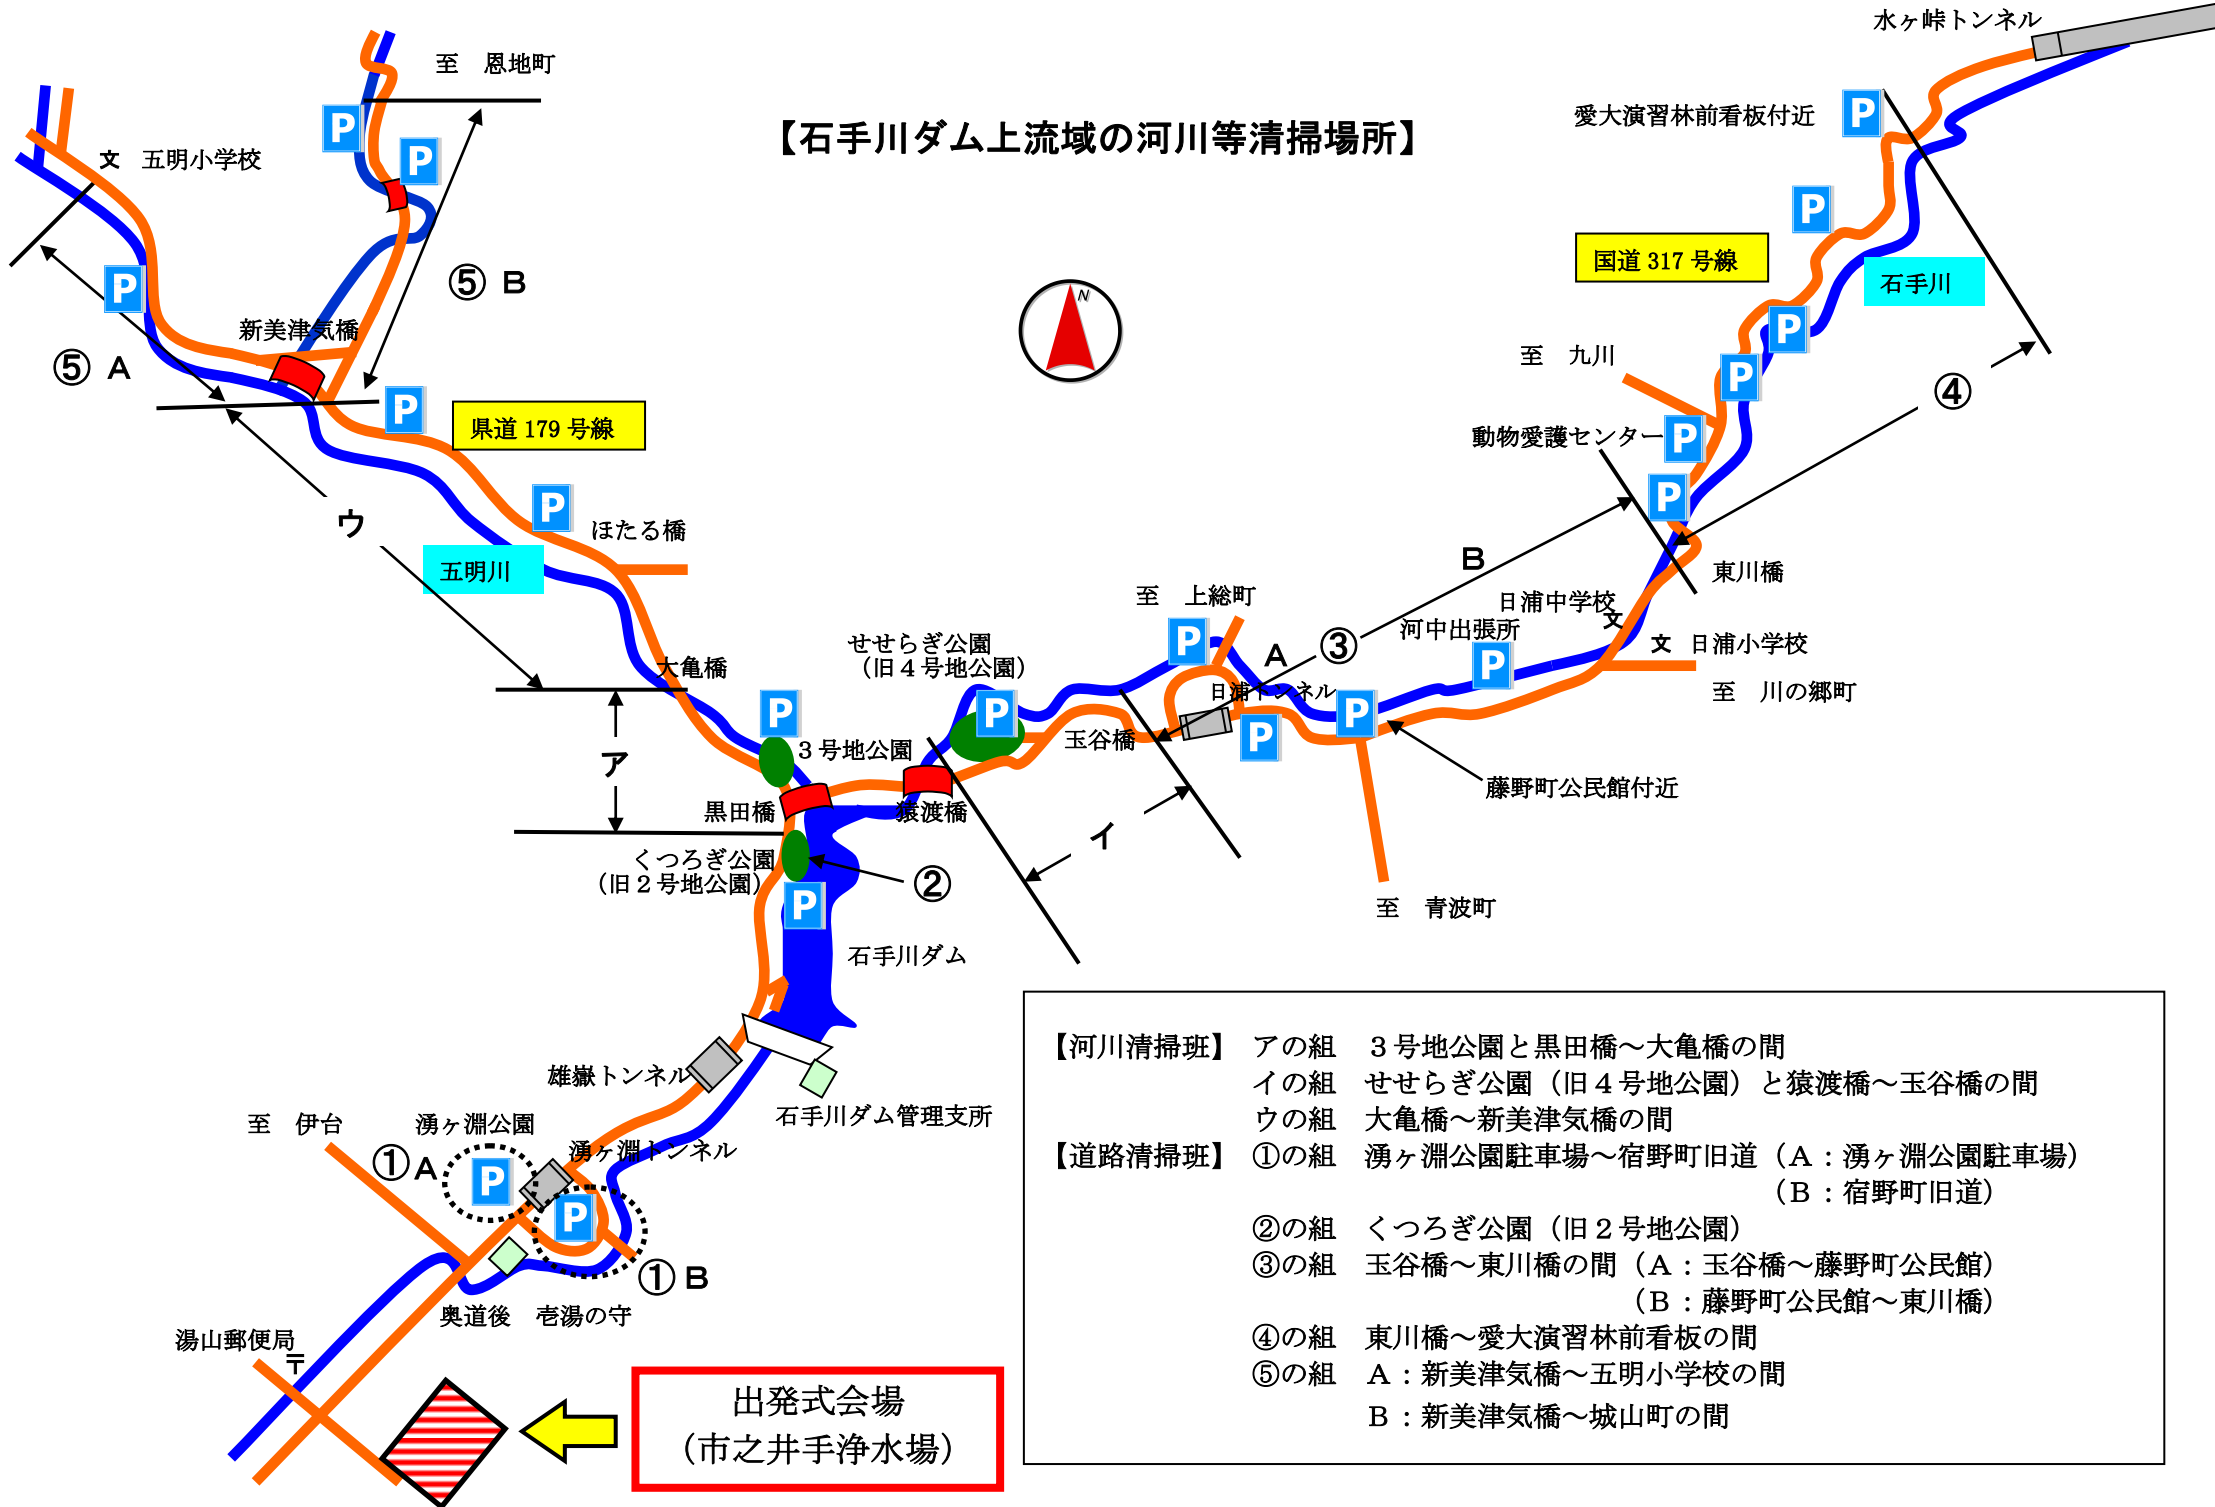 水ヶ峠トンネル
至　恩地町
【石手川ダム上流域の河川等清掃場所】
愛大演習林前看板付近
P
P
P
文　五明小学校
P
国道 317 号線
石手川
P
⑤ B
N
新美津気橋
P
至　九川
⑤ A
P
④
P
県道 179 号線
動物愛護センター
P
P
P
ウ
ほたる橋
五明川
B
東川橋
至　上総町
日浦中学校
文
河中出張所
せせらぎ公園
（旧４号地公園）
P
A
③
文　日浦小学校
P
大亀橋
日浦トンネル
至　川の郷町
P
P
P
P
ア
３号地公園
玉谷橋
藤野町公民館付近
黒田橋
猿渡橋
イ
くつろぎ公園
（旧２号地公園）
②
P
至　青波町
石手川ダム
雄嶽トンネル
石手川ダム管理支所
至　伊台
湧ヶ淵公園
湧ヶ淵トンネル
① A
P
P
① B
奥道後　壱湯の守
湯山郵便局
〒
出発式会場
（市之井手浄水場）
【河川清掃班】　アの組　３号地公園と黒田橋～大亀橋の間
イの組　せせらぎ公園（旧４号地公園）と猿渡橋～玉谷橋の間
ウの組　大亀橋～新美津気橋の間
【道路清掃班】　①の組　湧ヶ淵公園駐車場～宿野町旧道（Ａ：湧ヶ淵公園駐車場）
（Ｂ：宿野町旧道）
②の組　くつろぎ公園（旧２号地公園）
③の組　玉谷橋～東川橋の間（Ａ：玉谷橋～藤野町公民館）
（Ｂ：藤野町公民館～東川橋）
④の組　東川橋～愛大演習林前看板の間
⑤の組　Ａ：新美津気橋～五明小学校の間
Ｂ：新美津気橋～城山町の間